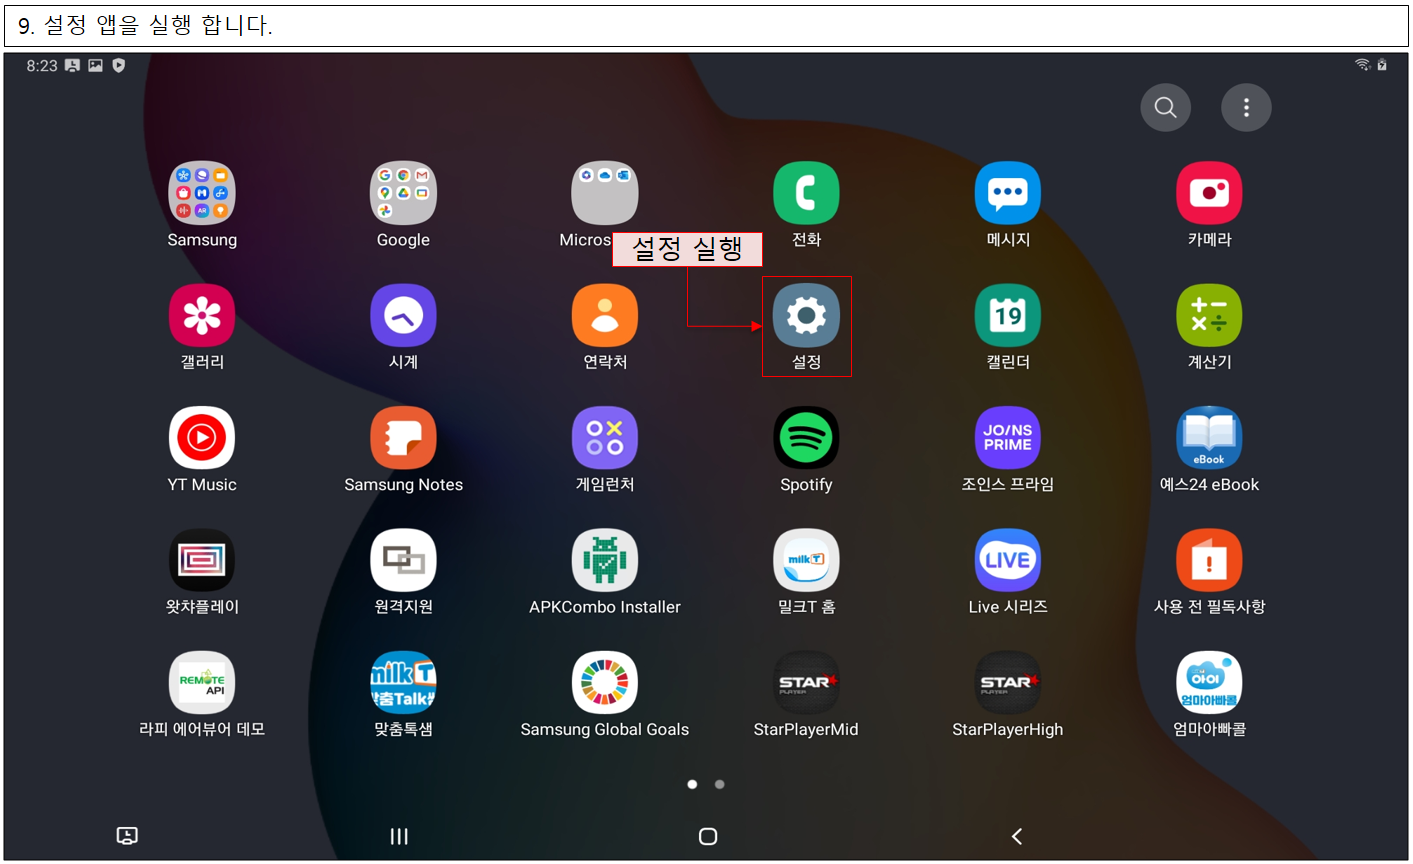 9. 설정 앱을 실행 합니다.
8:23
Samsung
Google
Micros
전화
메시지
카메라
설정 실행
갤러리
시계
연락처
설정
19
캘린더
계산기
YT Music
Samsung Notes
게임런처
Spotify
JO/NS
PRIME
조인스 프라임
eBook
예스24 eBook
왓챠플레이
원격지원
APKCombo Installer
milk T
밀크T 홈
LIVE
Live 시리즈
사용 전 필독사항
REMOTE
API
라피 에어뷰어 데모
milk T
맞춤Talk쌤
맞춤톡샘
Samsung Global Goals
STAR
PLAYER
StarPlayerMid
STAR
PLAYER
StarPlayerHigh
아이
엄마아빠콜
엄마아빠콜